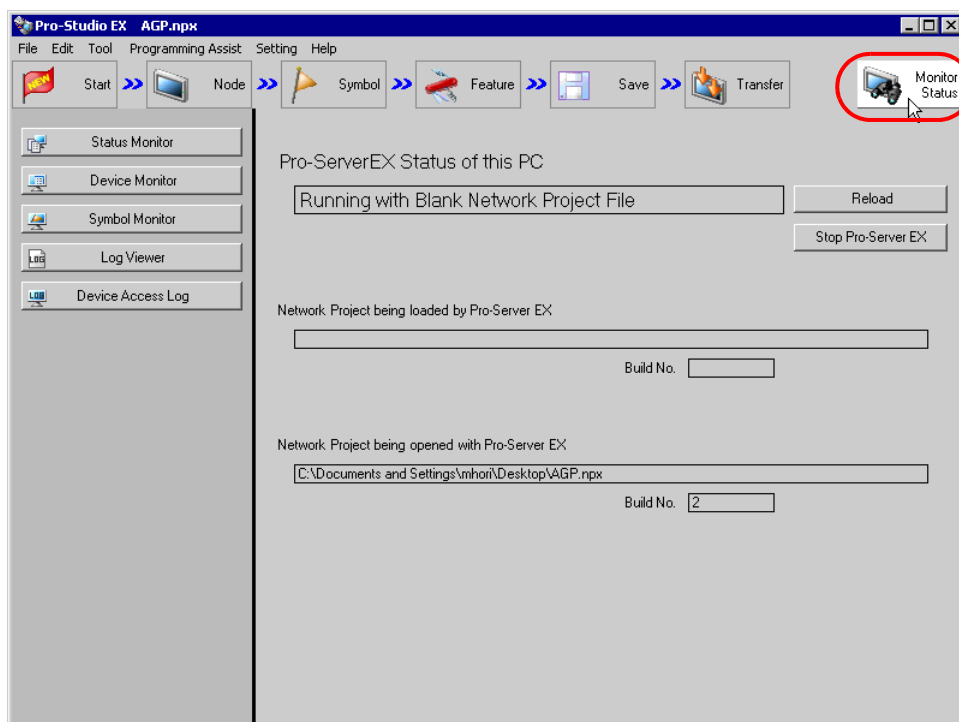 Pro-Studio EX AGP.npx
File Edit Tool Programming Assist Setting Help
NEW Start Node Symbol Feature Save Transfer Monitor Status
Status Monitor
Device Monitor
Symbol Monitor
LOG Log Viewer
LOG Device Access Log
Pro-ServerEX Status of this PC
Running with Blank Network Project File
Reload
Stop Pro-Server EX
Network Project being loaded by Pro-Server EX
Build No.
Network Project being opened with Pro-Server EX
C:\Documents and Settings\mhori\Desktop\AGP.npx
Build No. 2